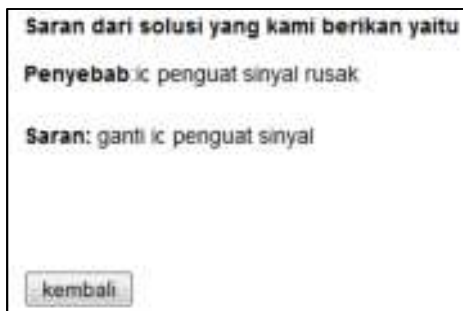 Saran dari solusi yang kami berikan yaitu
Penyebab:ic penguat sinyal rusak
Saran: ganti ic penguat sinyal
kembali